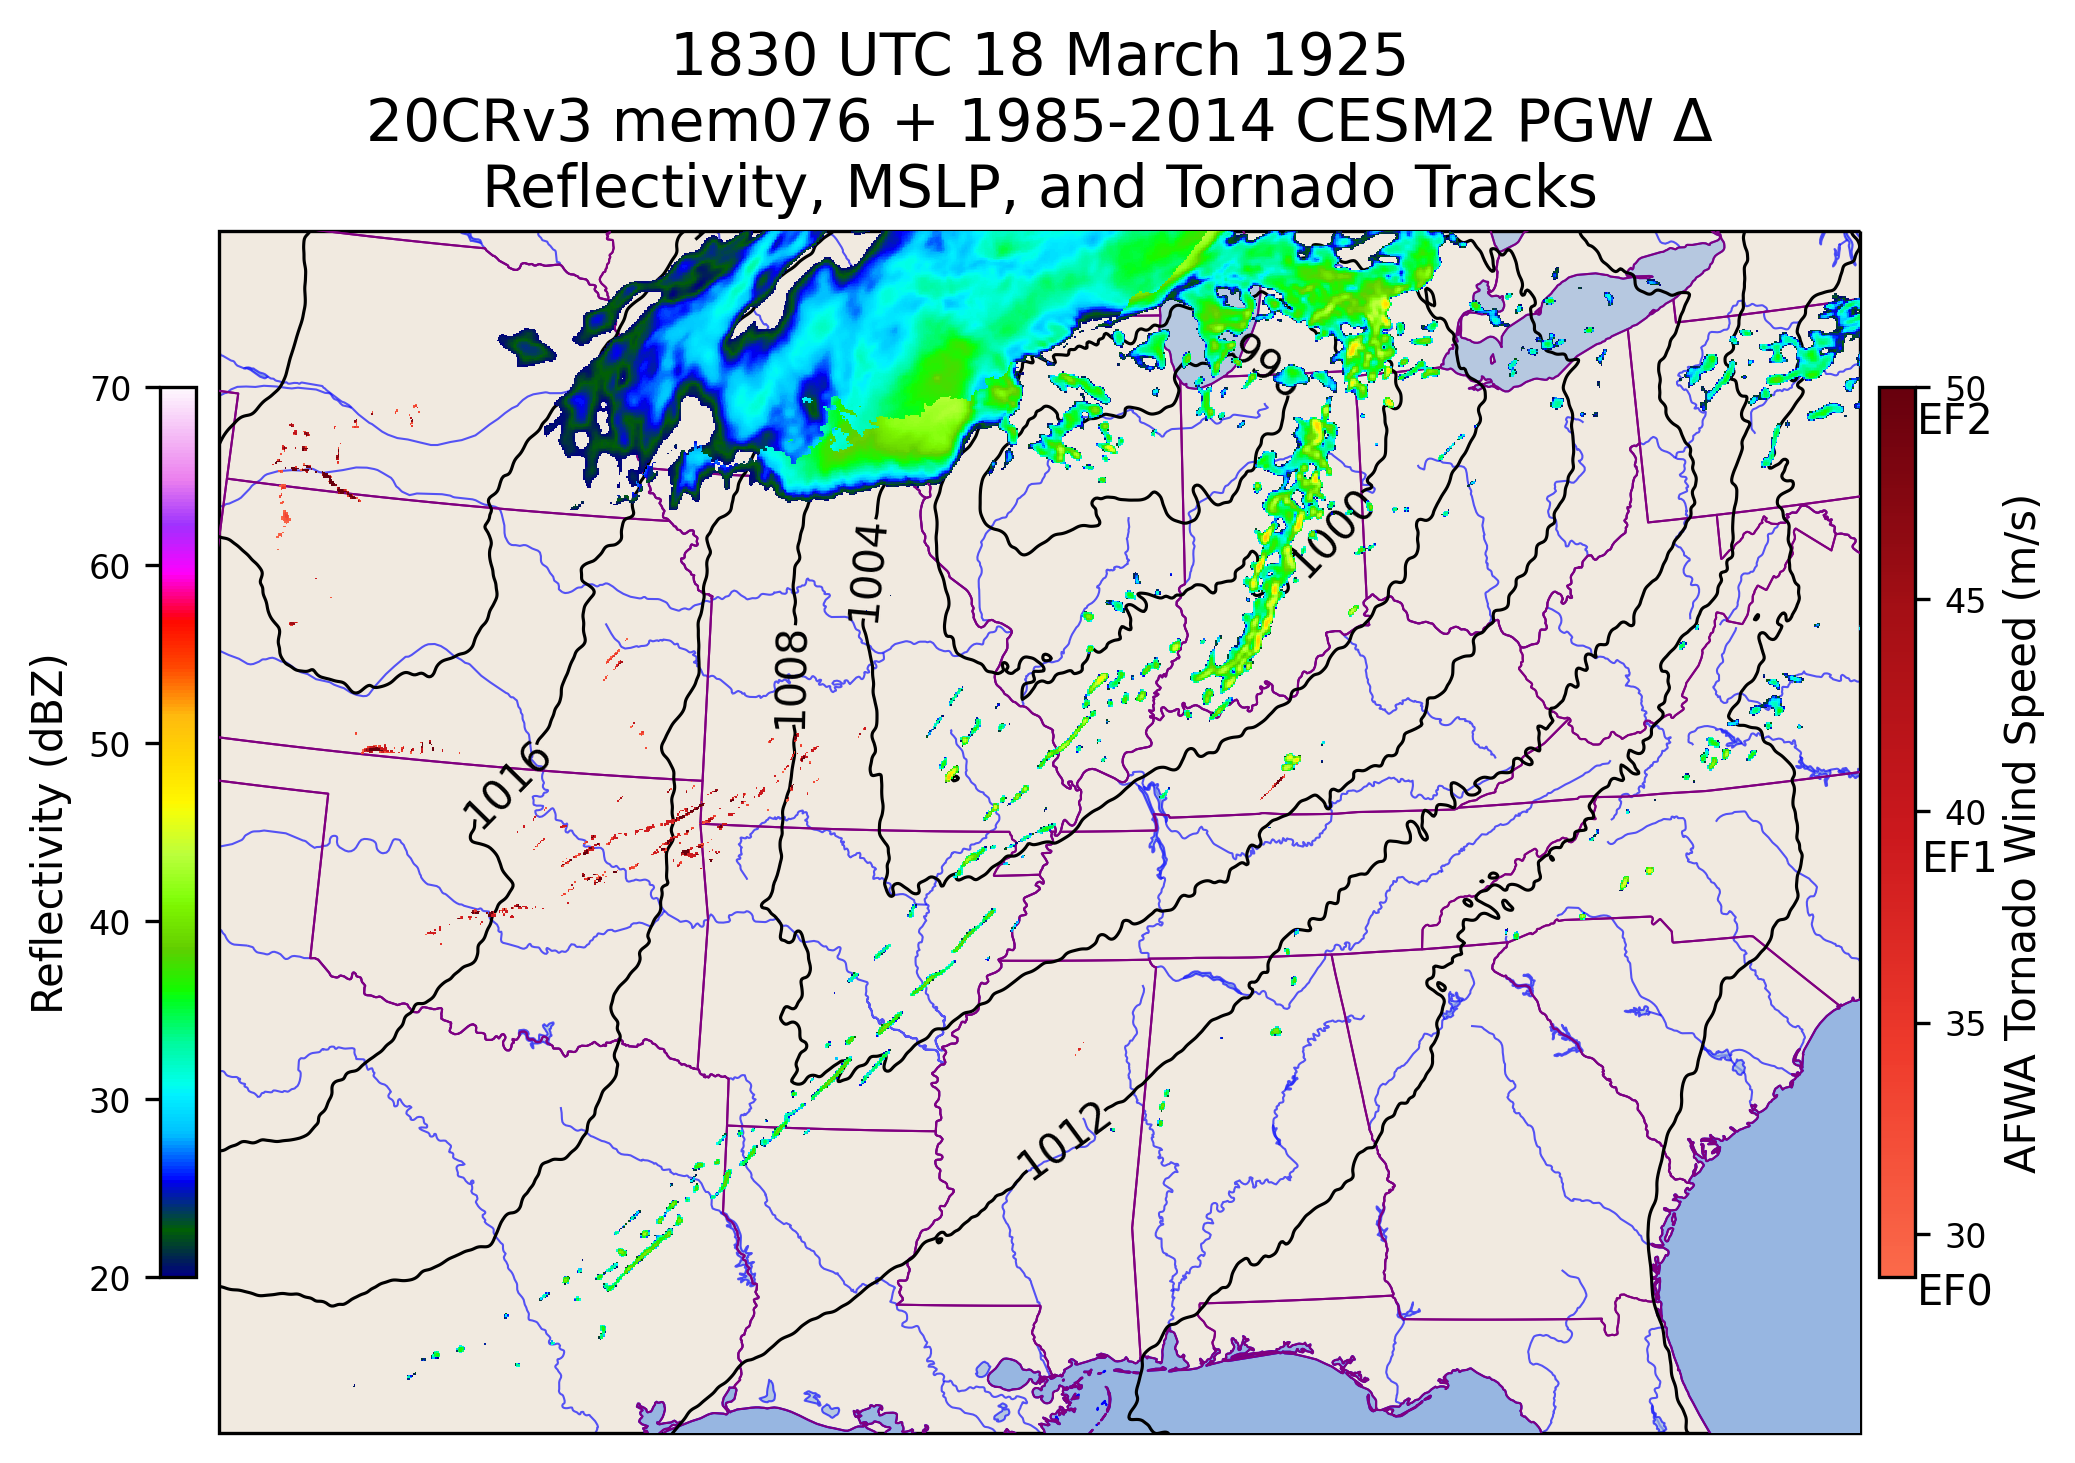 1830 UTC 18 March 1925
20CRv3 mem076 + 1985-2014 CESM2 PGW Δ
Reflectivity, MSLP, and Tornado Tracks
70
60
50
40
30
20
Reflectivity (dBZ)
996
1000
1004
1008
1016
1012
50
EF2
45
40
EF1
35
30
EF0
AFWA Tornado Wind Speed (m/s)